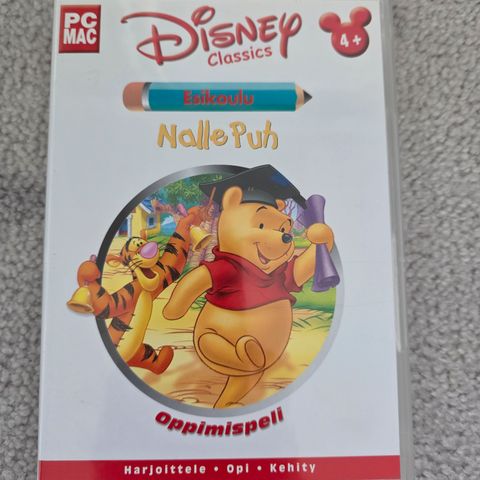 PC
MAC
Disney
Classics
4+
Esikoulu
Nalle Puh
Oppimispeli
Harjoittele • Opi • Kehity